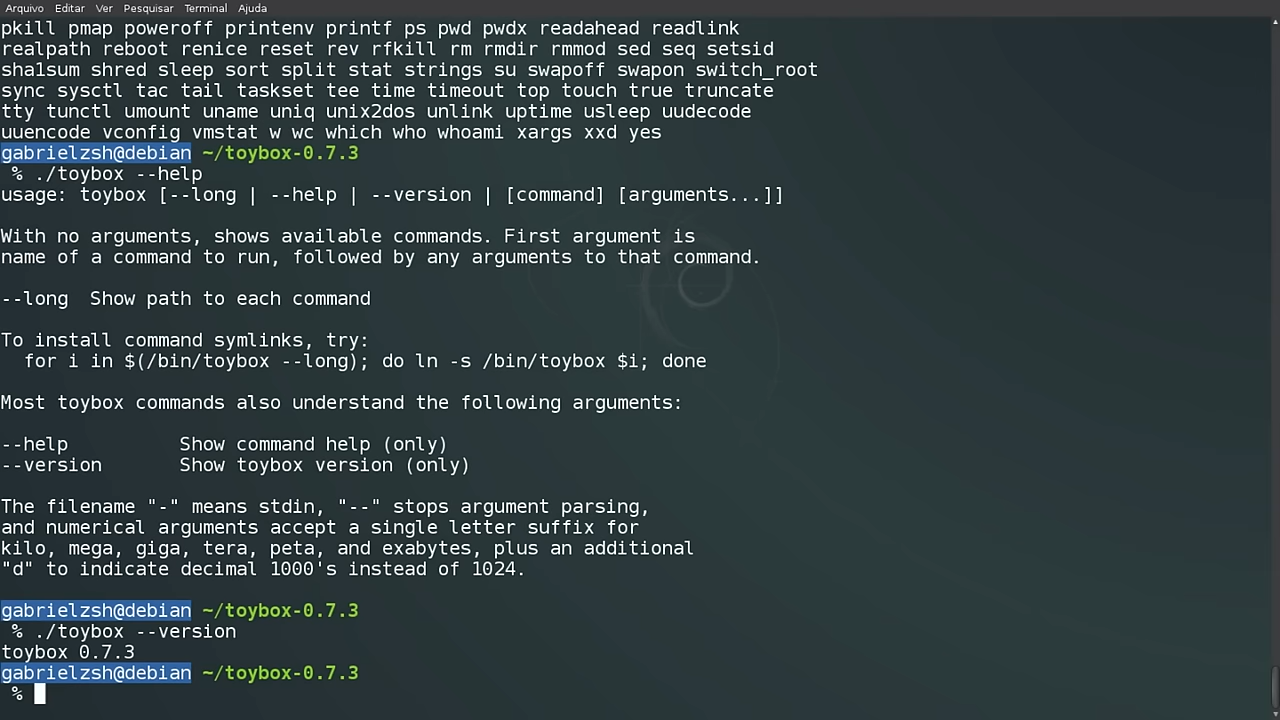 Arquivo Editar Ver Pesquisar Terminal Ajuda
pkill pmap poweroff printenv printf ps pwd pwdx readahead readlink
realpath reboot renice reset rev rfkill rm rmdir rmmod sed seq setsid
sha1sum shred sleep sort split stat strings su swapoff swapon switch_root
sync sysctl tac tail taskset tee time timeout top touch true truncate
tty tunctl umount uname uniq unix2dos unlink uptime usleep uudecode
uuencode vconfig vmstat w wc which who whoami xargs xxd yes
gabrielzsh@debian ~/toybox-0.7.3
% ./toybox --help
usage: toybox [--long | --help | --version | [command] [arguments...]]
With no arguments, shows available commands. First argument is
name of a command to run, followed by any arguments to that command.
--long  Show path to each command
To install command symlinks, try:
  for i in $(/bin/toybox --long); do ln -s /bin/toybox $i; done
Most toybox commands also understand the following arguments:
--help          Show command help (only)
--version       Show toybox version (only)
The filename "-" means stdin, "--" stops argument parsing,
and numerical arguments accept a single letter suffix for
kilo, mega, giga, tera, peta, and exabytes, plus an additional
"d" to indicate decimal 1000's instead of 1024.
gabrielzsh@debian ~/toybox-0.7.3
% ./toybox --version
toybox 0.7.3
gabrielzsh@debian ~/toybox-0.7.3
%